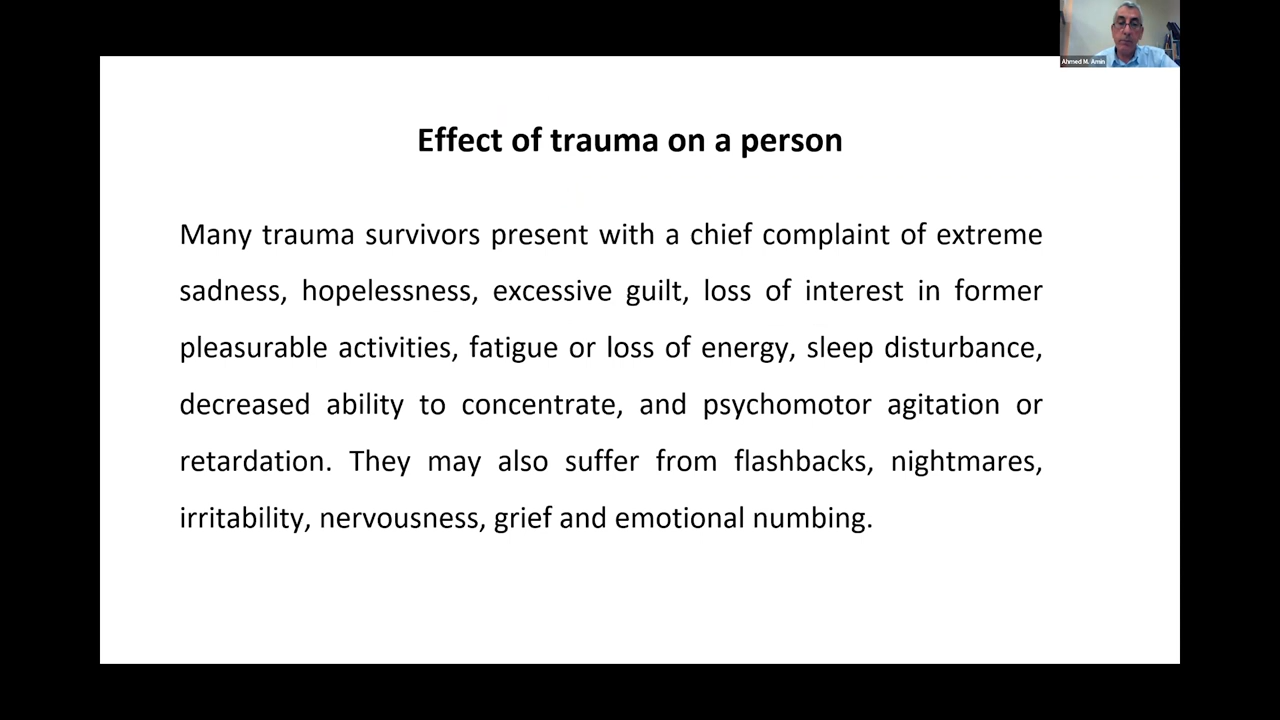 Ahmed M. Amin
Effect of trauma on a person
Many trauma survivors present with a chief complaint of extreme
sadness, hopelessness, excessive guilt, loss of interest in former
pleasurable activities, fatigue or loss of energy, sleep disturbance,
decreased ability to concentrate, and psychomotor agitation or
retardation. They may also suffer from flashbacks, nightmares,
irritability, nervousness, grief and emotional numbing.